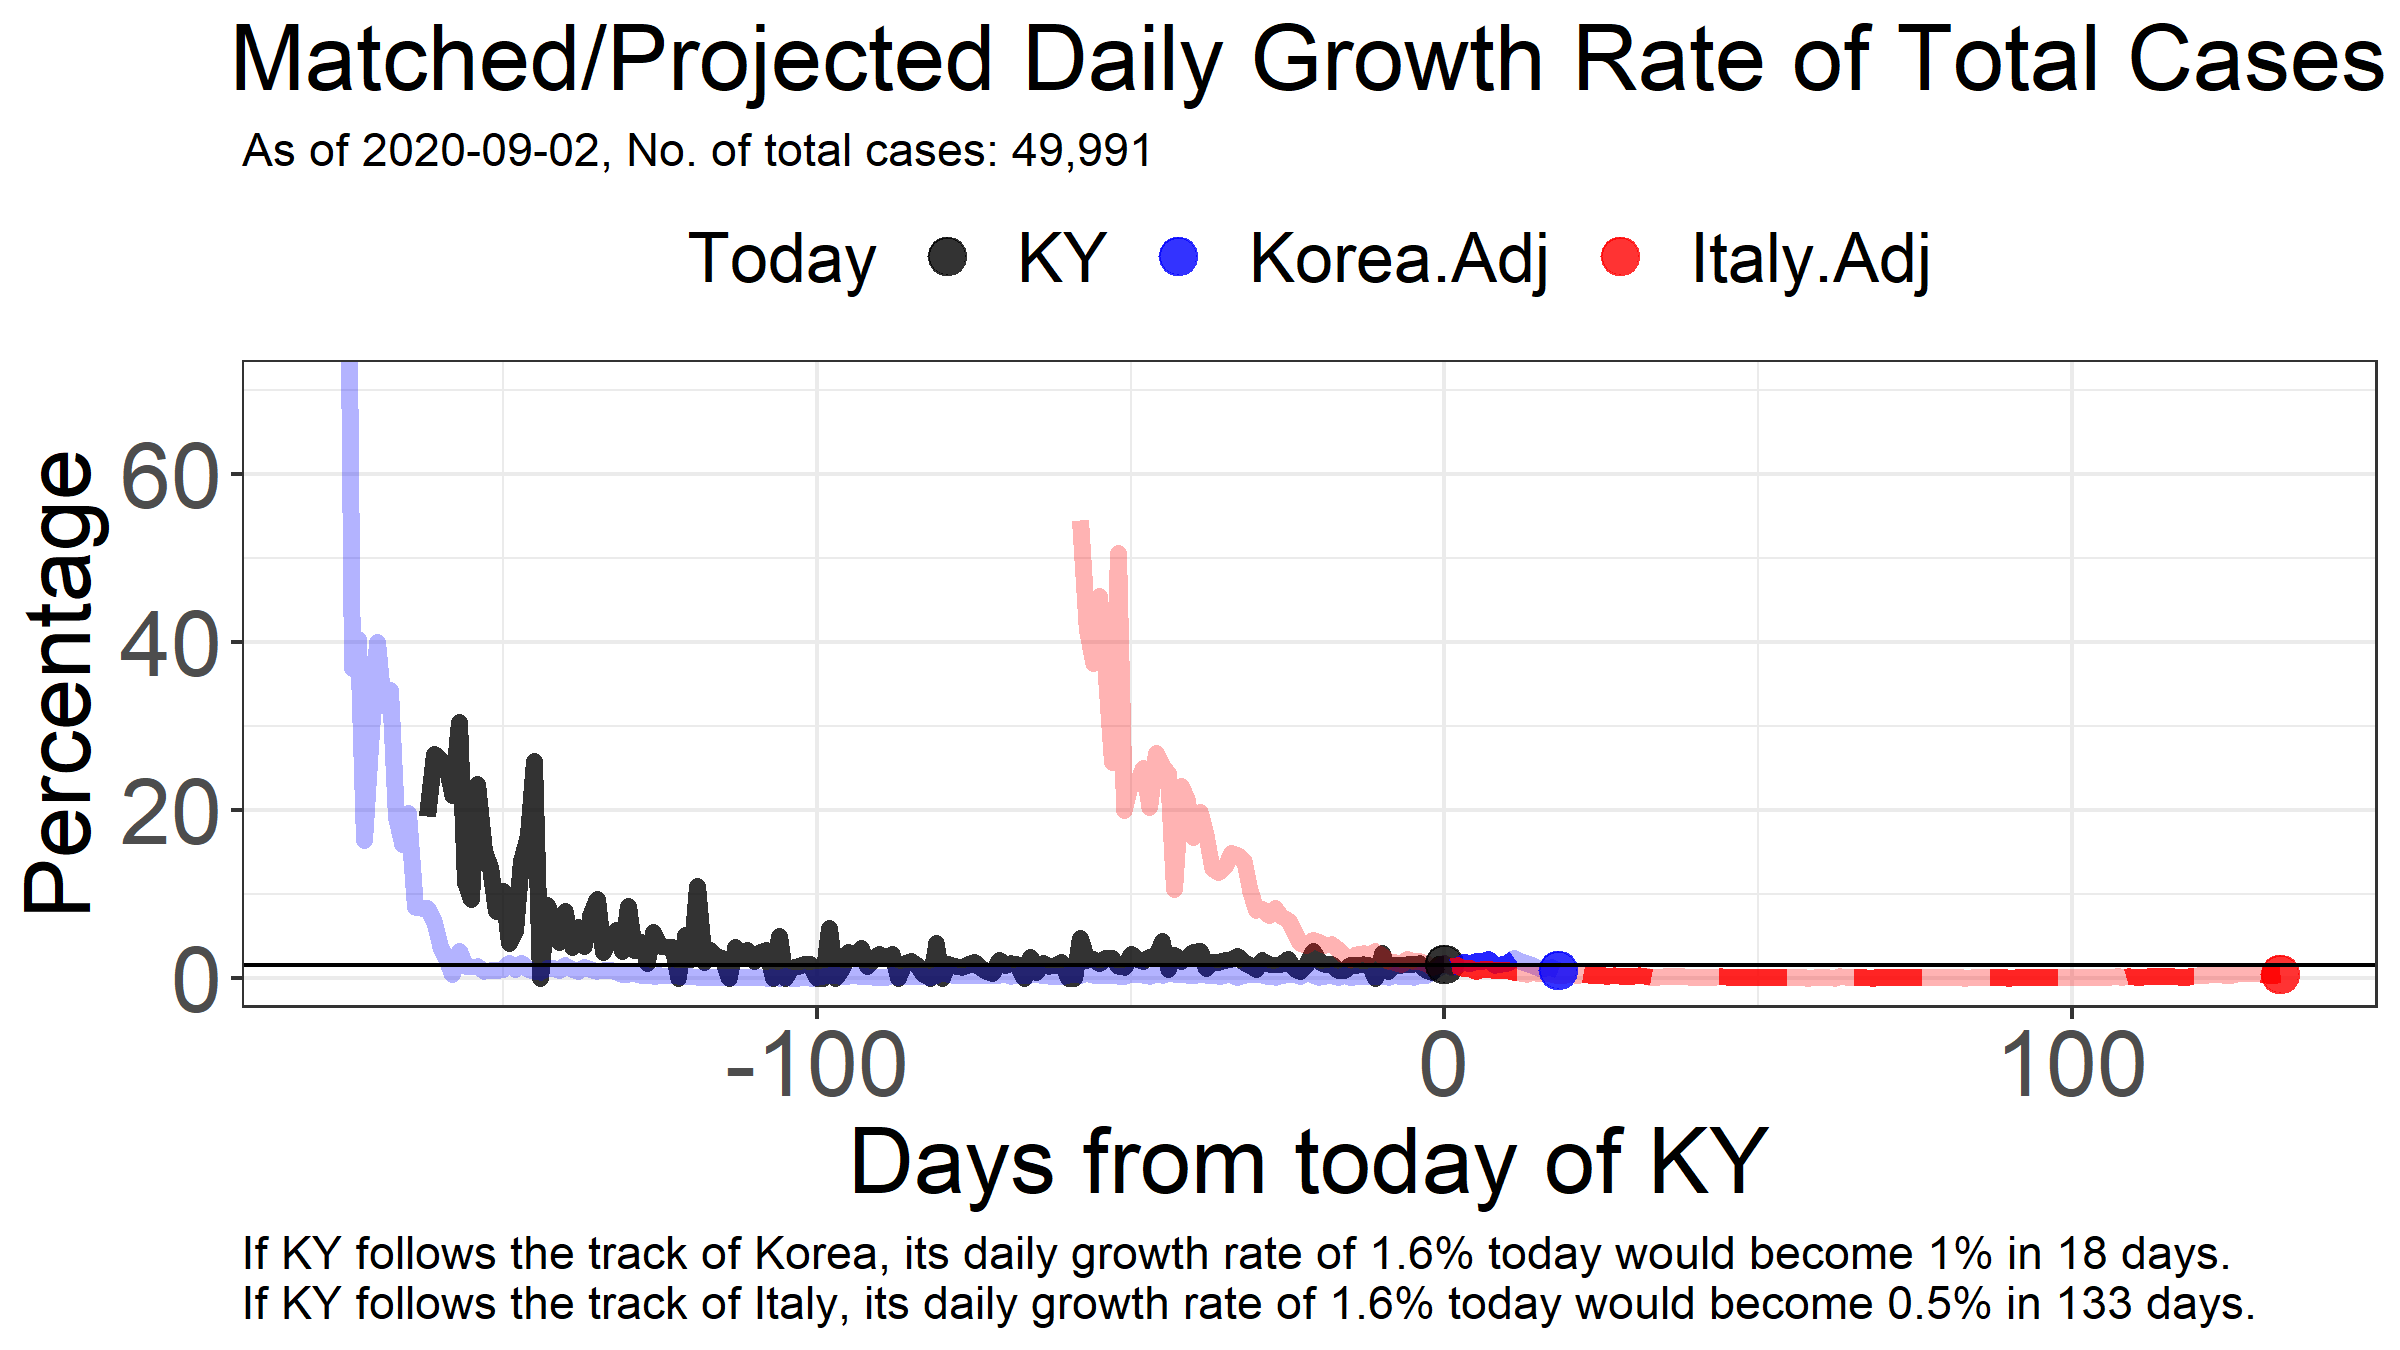 Matched/Projected Daily Growth Rate of Total Cases
As of 2020-09-02, No. of total cases: 49,991
Today KY Korea.Adj Italy.Adj
Percentage
60
40
20
0
-100 0 100
Days from today of KY
If KY follows the track of Korea, its daily growth rate of 1.6% today would become 1% in 18 days.
If KY follows the track of Italy, its daily growth rate of 1.6% today would become 0.5% in 133 days.